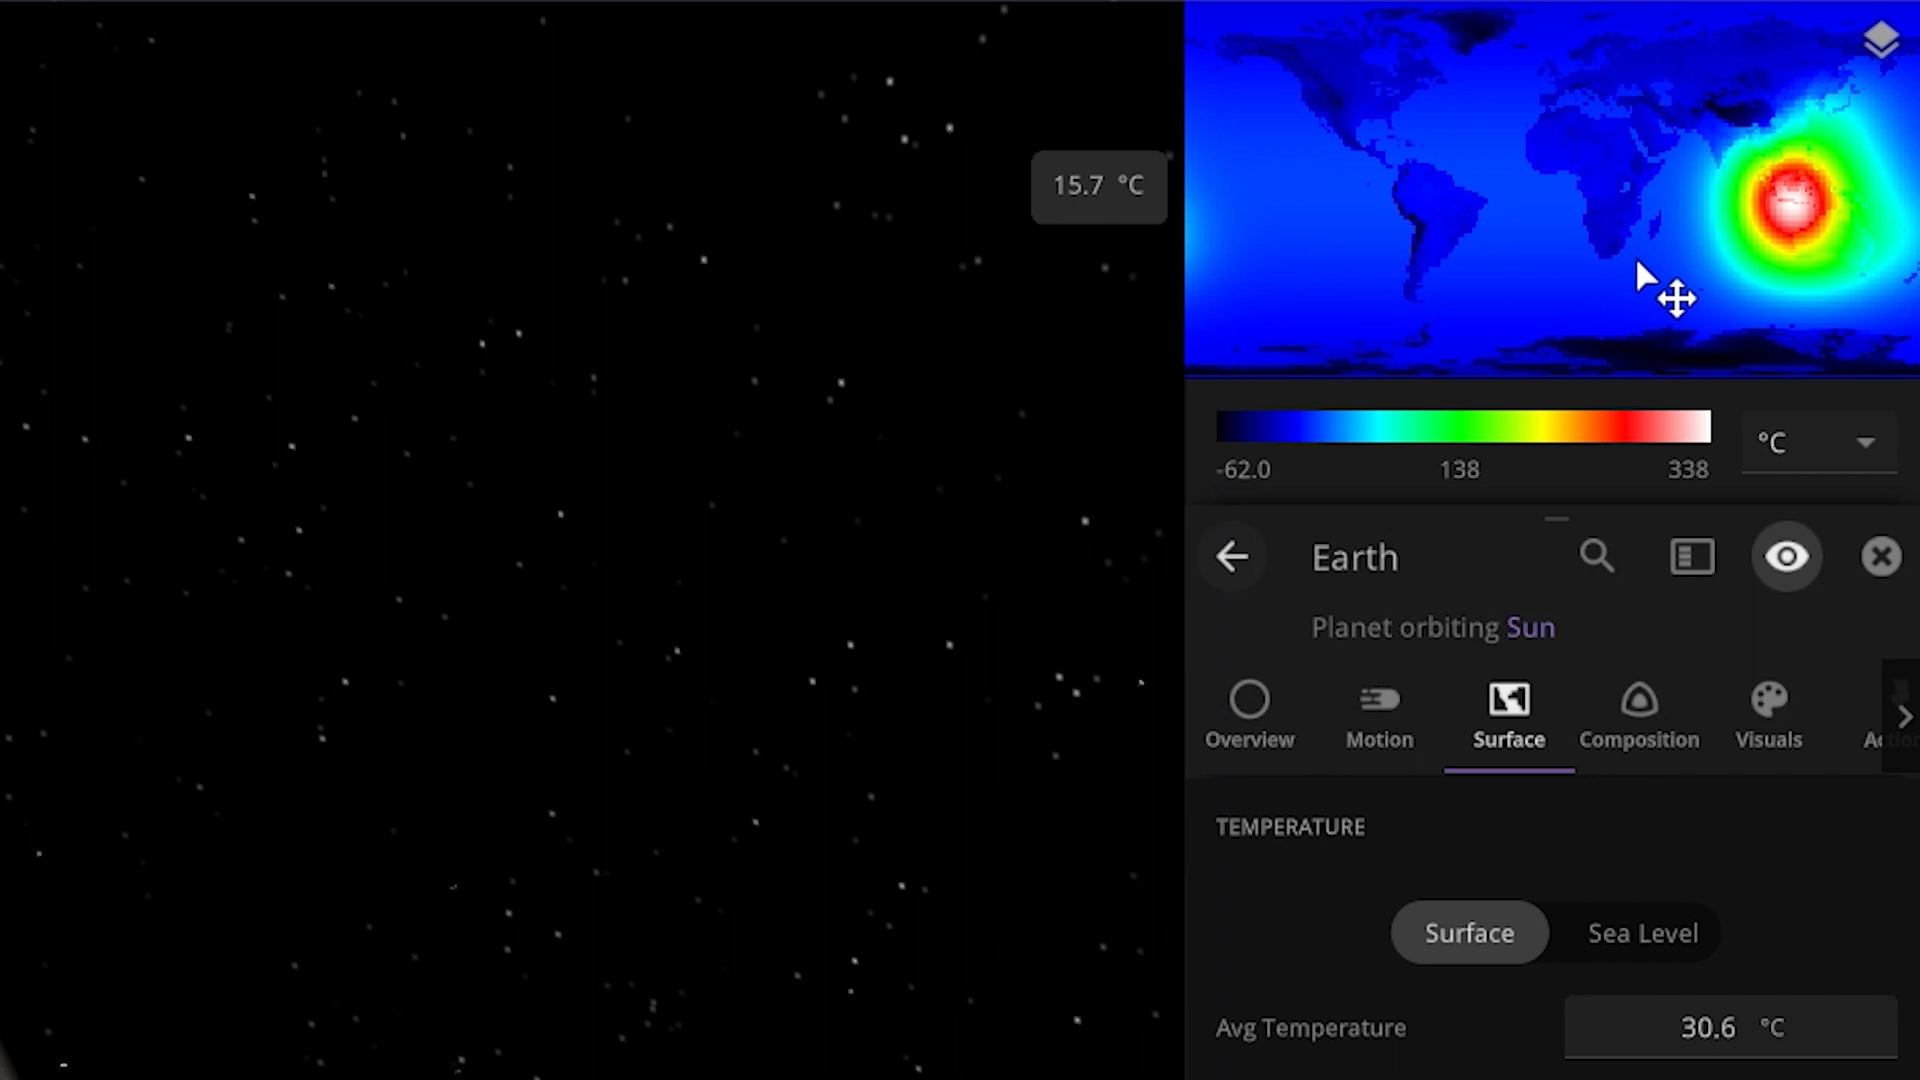 15.7 °C
-62.0 138 338
°C
Earth
Planet orbiting Sun
Overview Motion Surface Composition Visuals
TEMPERATURE
Surface Sea Level
Avg Temperature 30.6 °C